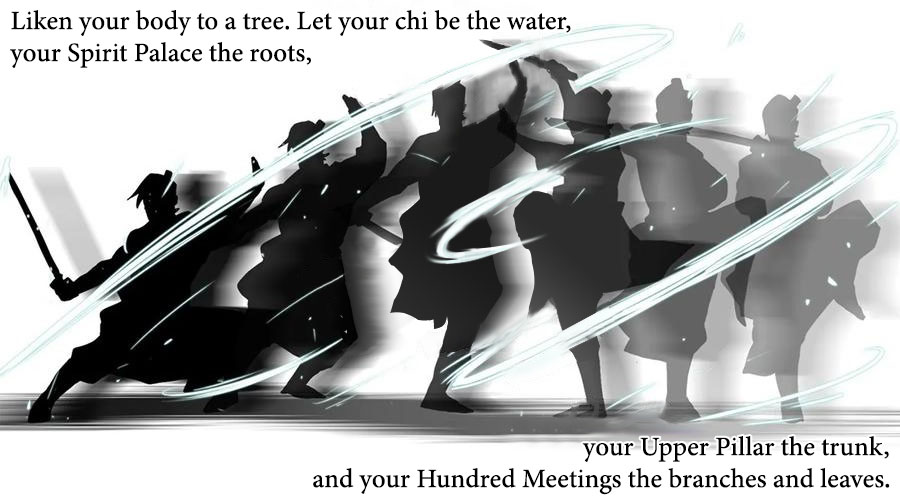 Liken your body to a tree. Let your chi be the water,
your Spirit Palace the roots,
your Upper Pillar the trunk,
and your Hundred Meetings the branches and leaves.